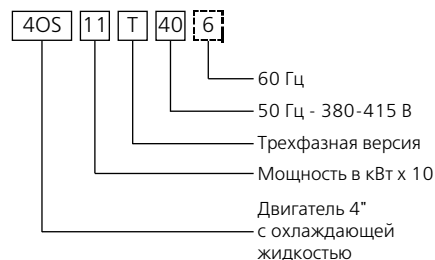 4OS 11 T 40 6
60 Гц
50 Гц - 380-415 В
Трехфазная версия
Мощность в кВт x 10
Двигатель 4"
с охлаждающей
жидкостью